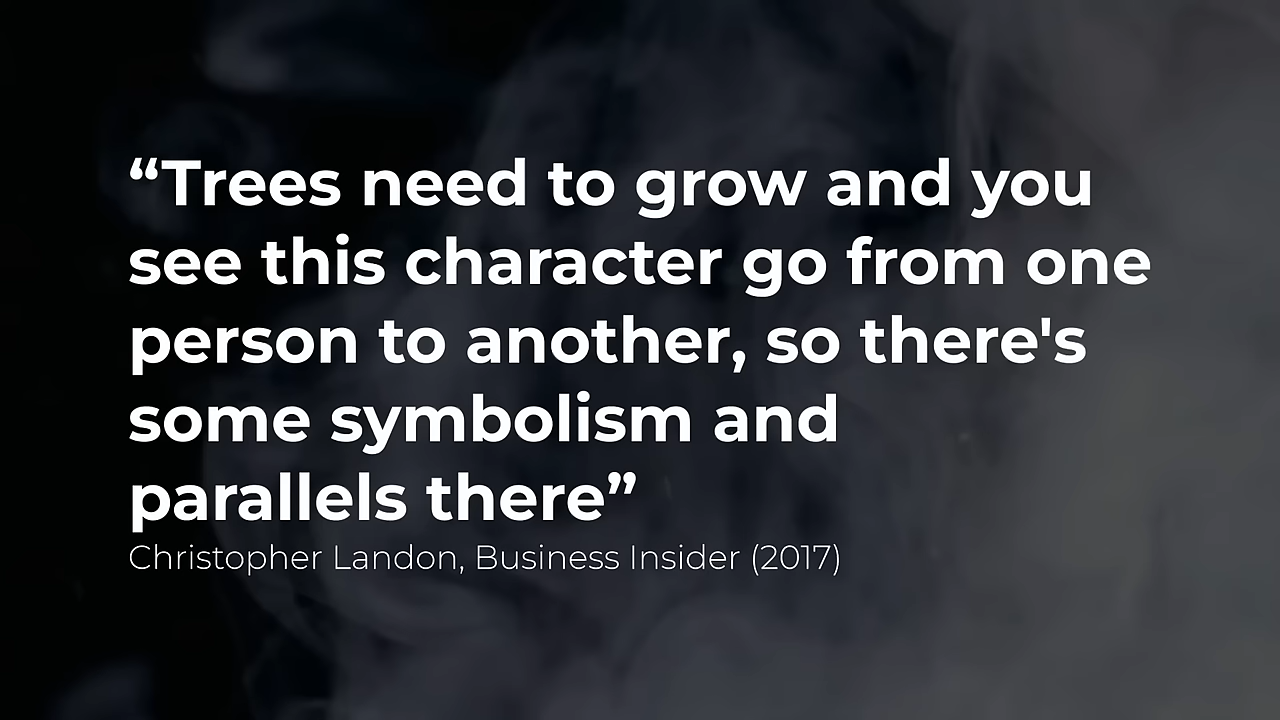 “Trees need to grow and you
see this character go from one
person to another, so there's
some symbolism and
parallels there”
Christopher Landon, Business Insider (2017)